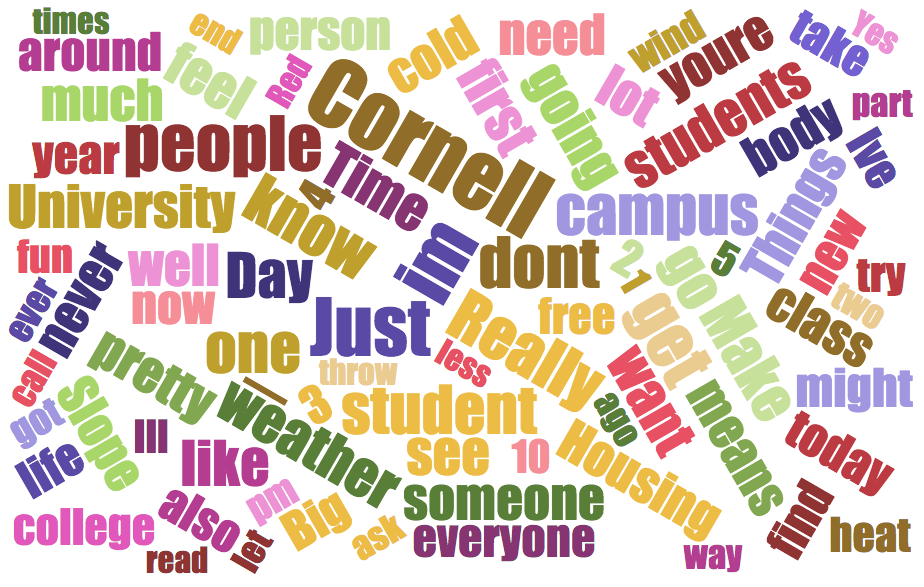 times
around
end
person
cold
need
wind
youre
take
Yes
much
feel
Red
Cornell
first
going
lot
students
body
part
Ive
year
people
Time
4
University
know
im
dont
campus
Things
new
try
fun
never
ever
well
now
Day
2
1
5
go
two
class
call
one
Just
throw
Really
less
free
get
Make
might
pretty
weather
3
student
want
ago
means
today
got
Slope
life
Ill
like
see
10
Housing
pm
Big
someone
find
heat
college
also
let
read
ask
everyone
way